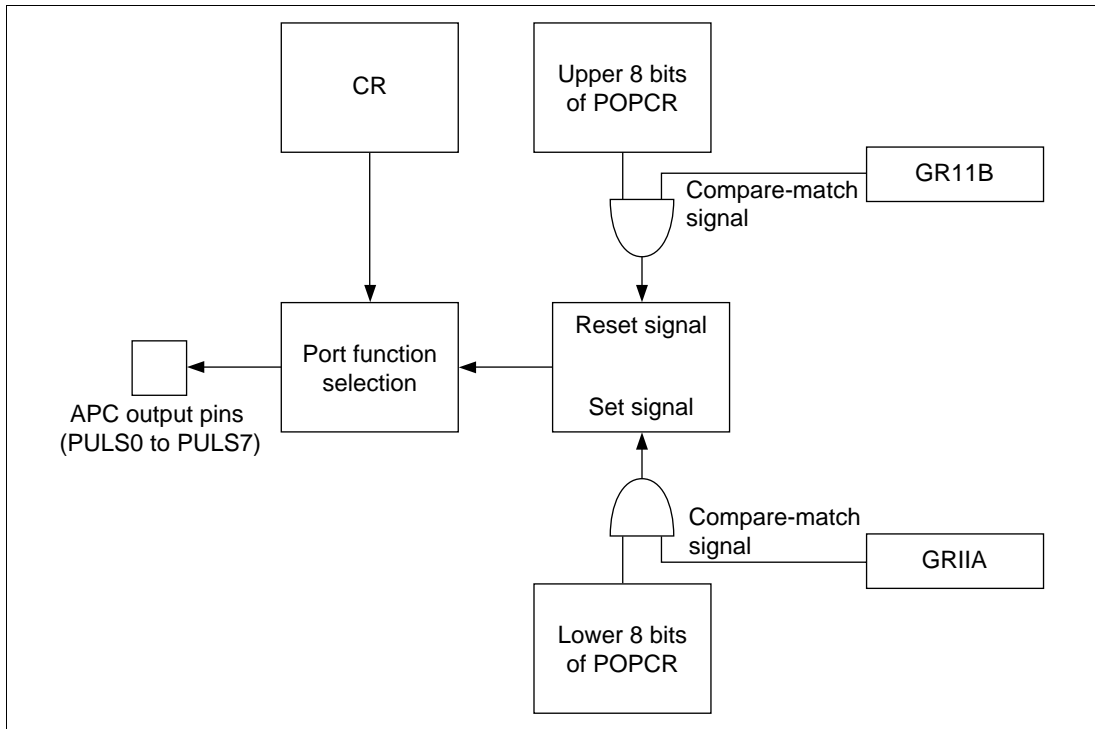 CR
Upper 8 bits
of POPCR
GR11B
Compare-match
signal
Reset signal
Port function
selection
Set signal
APC output pins
(PULS0 to PULS7)
Compare-match
signal
GRIIA
Lower 8 bits
of POPCR